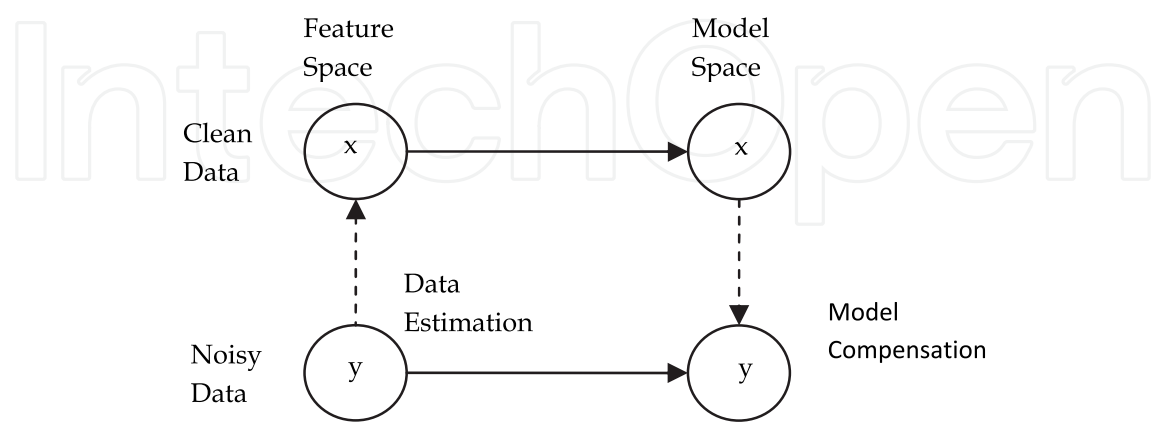 IntechOpen
Feature
Space
Model
Space
Clean
Data
x
x
Data
Estimation
Model
Compensation
Noisy
Data
y
y